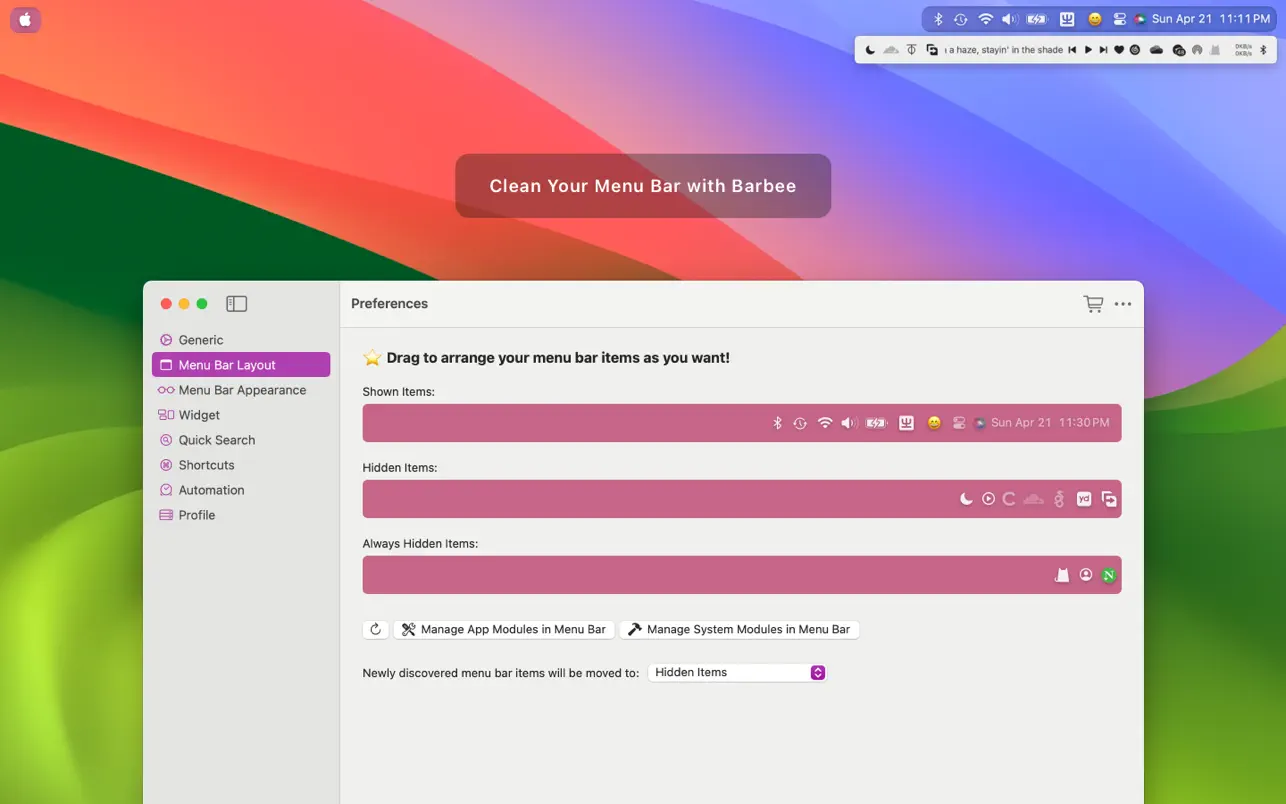 Sun Apr 21 11:11 PM
ı a haze, stayin' in the shade
0KB/s
0KB/s
Clean Your Menu Bar with Barbee
Preferences
Generic
Menu Bar Layout
Menu Bar Appearance
Widget
Quick Search
Shortcuts
Automation
Profile
⭐ Drag to arrange your menu bar items as you want!
Shown Items:
Sun Apr 21 11:30 PM
Hidden Items:
yd
Always Hidden Items:
N
Manage App Modules in Menu Bar
Manage System Modules in Menu Bar
Newly discovered menu bar items will be moved to: Hidden Items